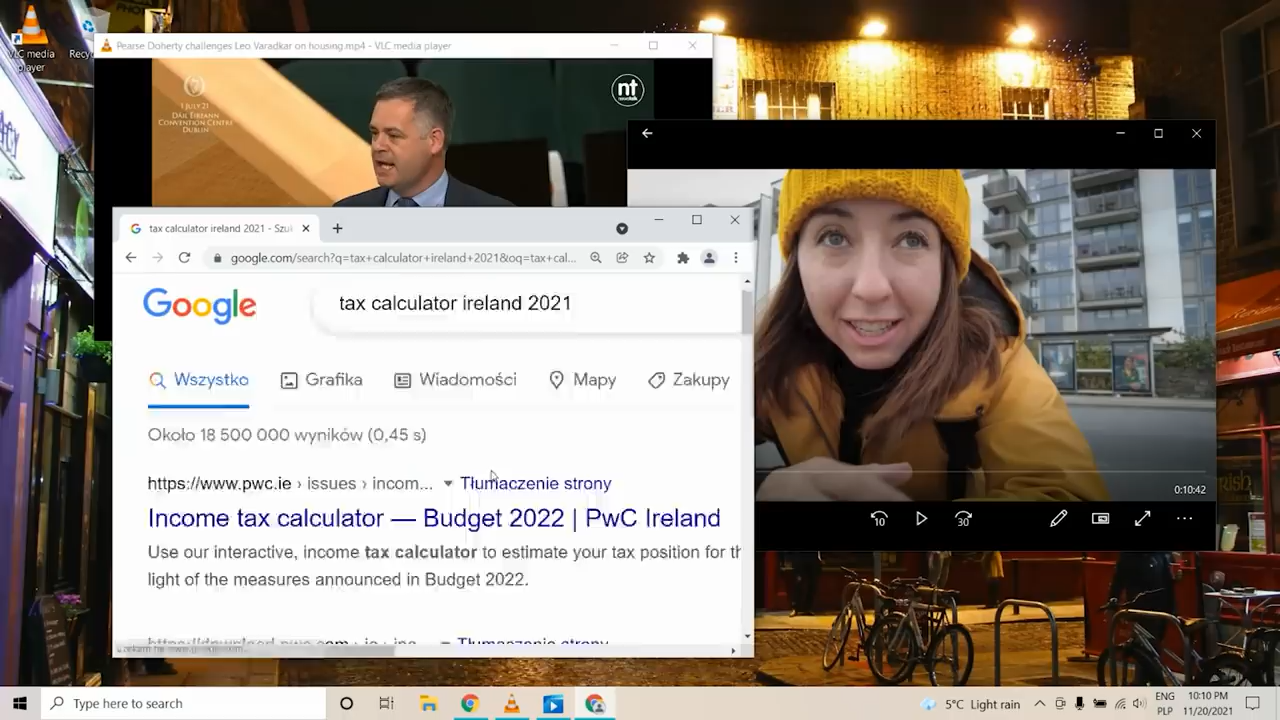 VLC media
player
Recyc
Pearse Doherty challenges Leo Varadkar on housing.mp4 - VLC media player
1 JULY 21
DÁIL ÉIREANN
CONVENTION CENTRE
DUBLIN
nt
newstalk
tax calculator ireland 2021 - Szuk
google.com/search?q=tax+calculator+ireland+2021&oq=tax+cal...
Google
tax calculator ireland 2021
Wszystko Grafika Wiadomości Mapy Zakupy
Około 18 500 000 wyników (0,45 s)
https://www.pwc.ie › issues › incom... Tłumaczenie strony
Income tax calculator — Budget 2022 | PwC Ireland
Use our interactive, income tax calculator to estimate your tax position for th
light of the measures announced in Budget 2022.
Tłumaczenie strony
0:10:42
10
30
Type here to search
5°C Light rain
ENG
PLP
10:10 PM
11/20/2021